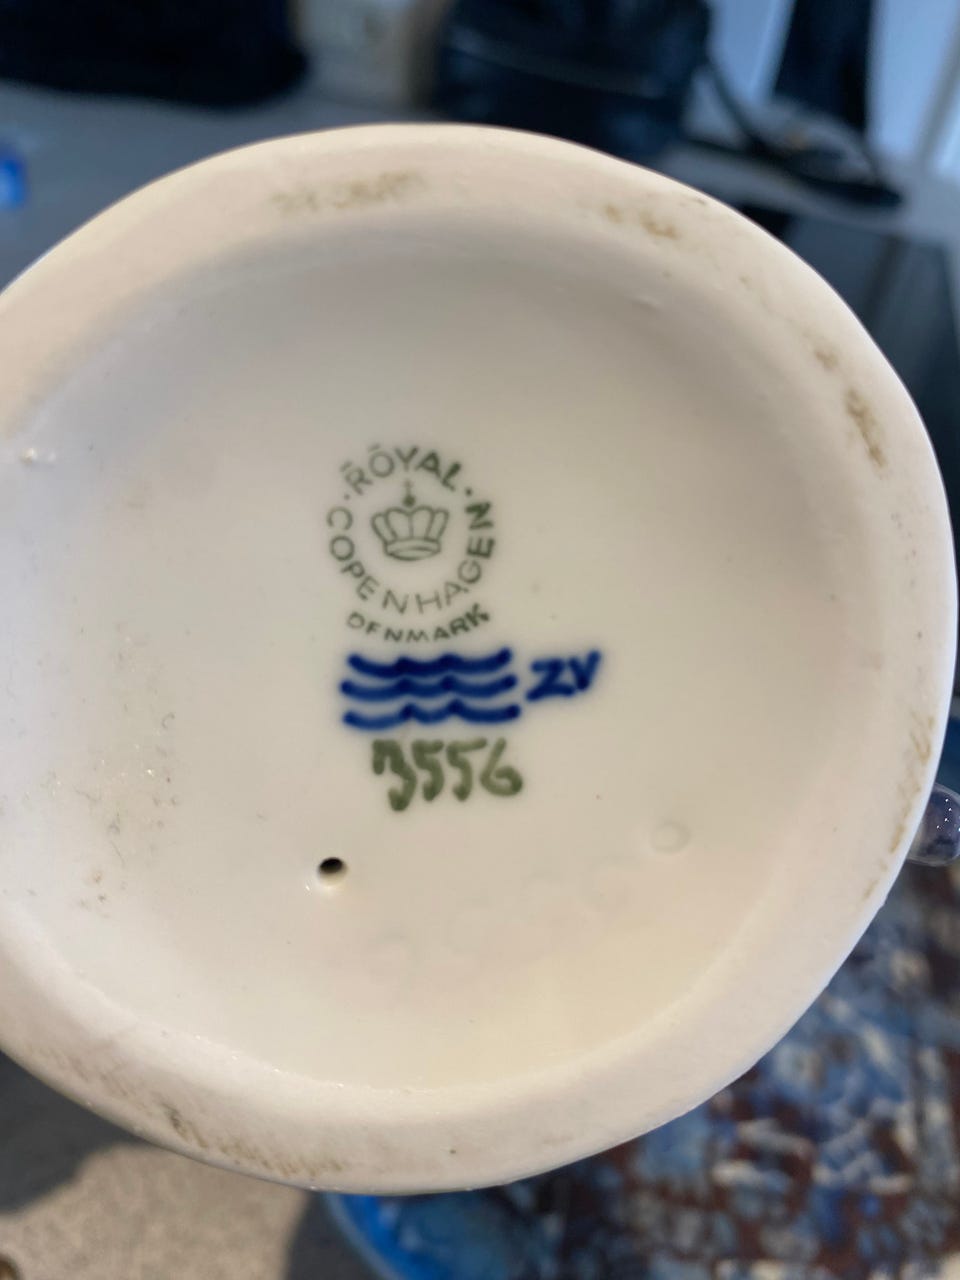 ROYAL
COPENHAGEN
DENMARK
ZV
3556